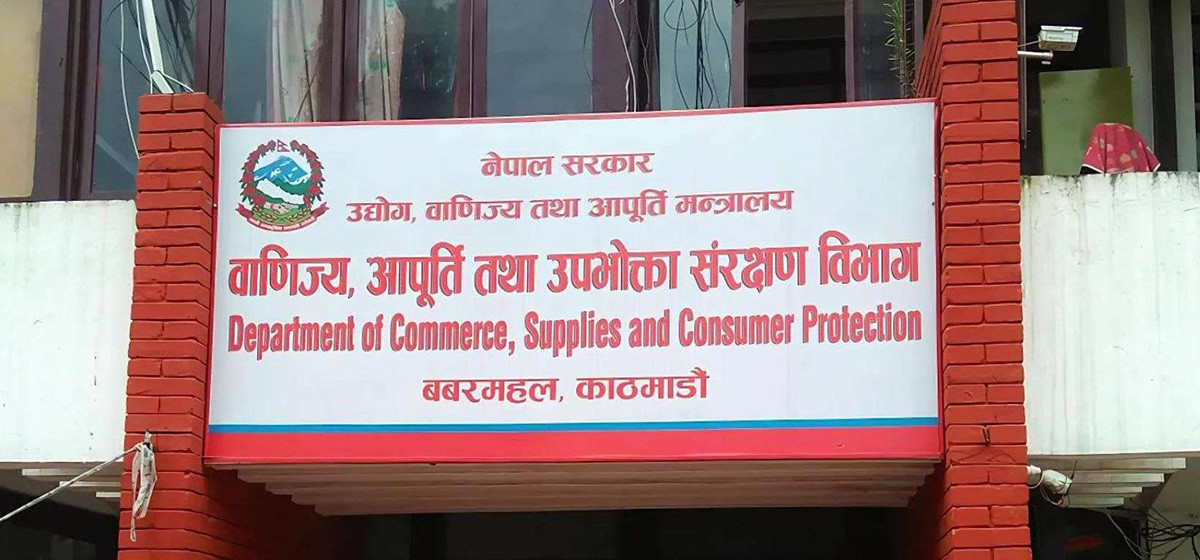 नेपाल सरकार
उद्योग, वाणिज्य तथा आपूर्ति मन्त्रालय
वाणिज्य, आपूर्ति तथा उपभोक्ता संरक्षण विभाग
Department of Commerce, Supplies and Consumer Protection
बबरमहल, काठमाडौं